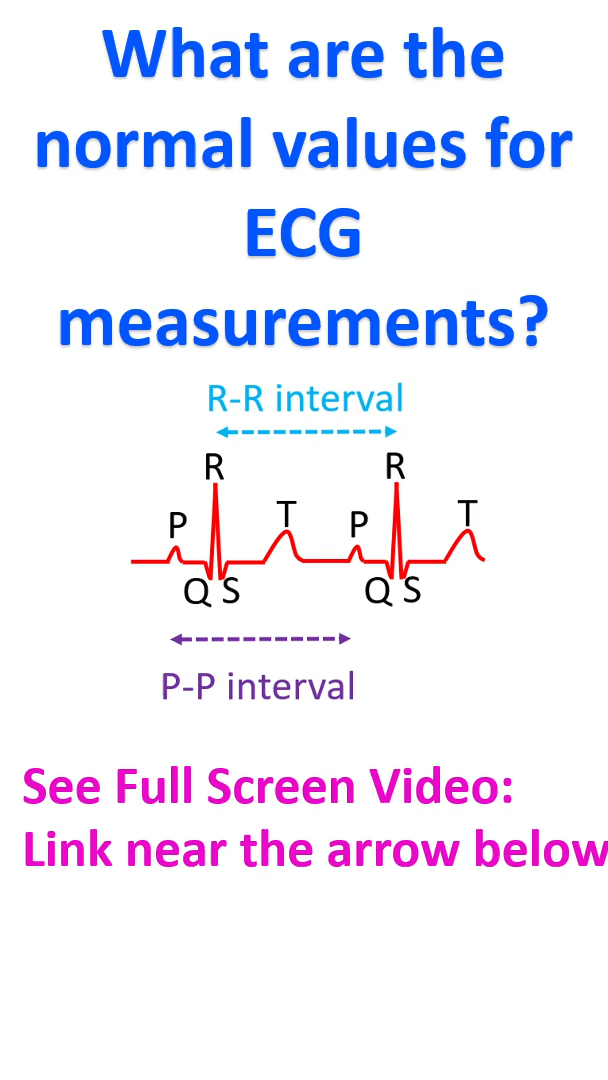 What are the
normal values for
ECG
measurements?
R-R interval
R R
P T P T
Q S Q S
P-P interval
See Full Screen Video:
Link near the arrow below